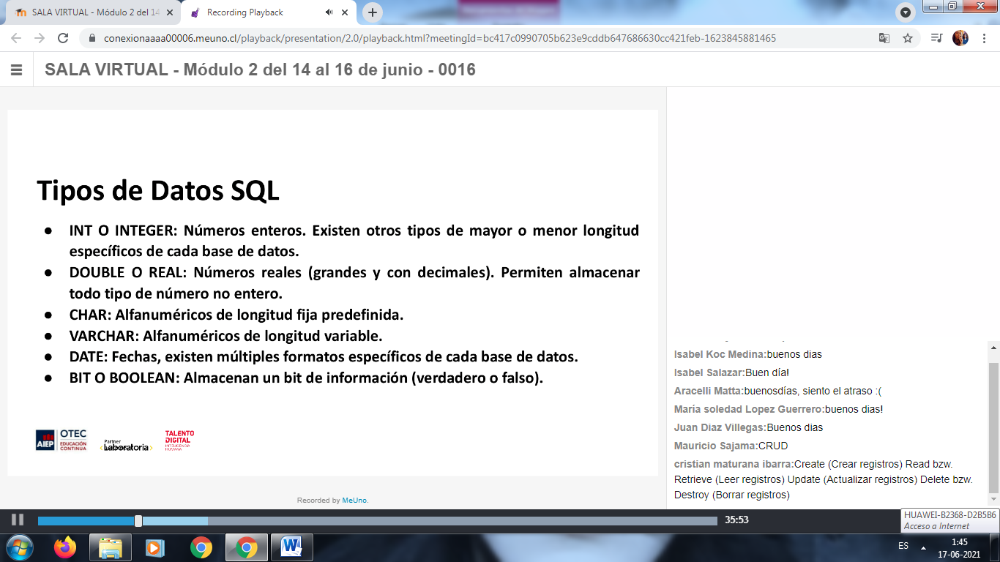 SALA VIRTUAL - Módulo 2 del 14
Recording Playback
conexionaaaa00006.meuno.cl/playback/presentation/2.0/playback.html?meetingId=bc417c0990705b623e9cddb647686630cc421feb-1623845881465
SALA VIRTUAL - Módulo 2 del 14 al 16 de junio - 0016
Tipos de Datos SQL
● INT O INTEGER: Números enteros. Existen otros tipos de mayor o menor longitud
específicos de cada base de datos.
● DOUBLE O REAL: Números reales (grandes y con decimales). Permiten almacenar
todo tipo de número no entero.
● CHAR: Alfanuméricos de longitud fija predefinida.
● VARCHAR: Alfanuméricos de longitud variable.
● DATE: Fechas, existen múltiples formatos específicos de cada base de datos.
● BIT O BOOLEAN: Almacenan un bit de información (verdadero o falso).
AIEP
OTEC
EDUCACIÓN
CONTINUA
Partner
Laboratoria
TALENTO
DIGITAL
INTELIGENCIA
HUMANA
Recorded by MeUno.
Isabel Koc Medina:buenos dias
Isabel Salazar:Buen día!
Aracelli Matta:buenosdías, siento el atraso :(
María soledad Lopez Guerrero:buenos dias!
Juan Diaz Villegas:Buenos dias
Mauricio Sajama:CRUD
cristian maturana ibarra:Create (Crear registros) Read bzw.
Retrieve (Leer registros) Update (Actualizar registros) Delete bzw.
Destroy (Borrar registros)
35:53
HUAWEI-B2368-D2B5B6
Acceso a Internet
ES
1:45
17-06-2021